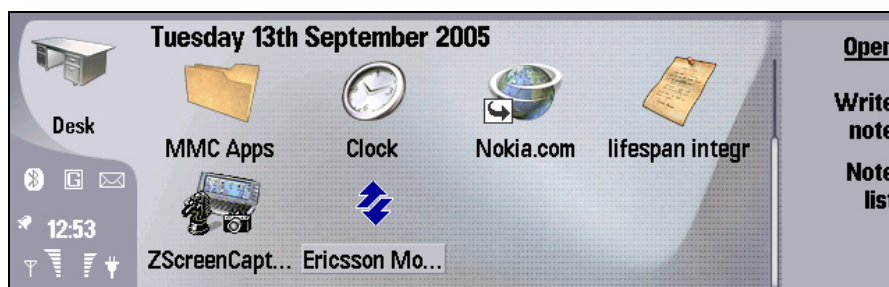 Tuesday 13th September 2005
Desk
MMC Apps
Clock
Nokia.com
lifespan integr
ZScreenCapt...
Ericsson Mo...
G
12:53
Open
Write
note
Note
list